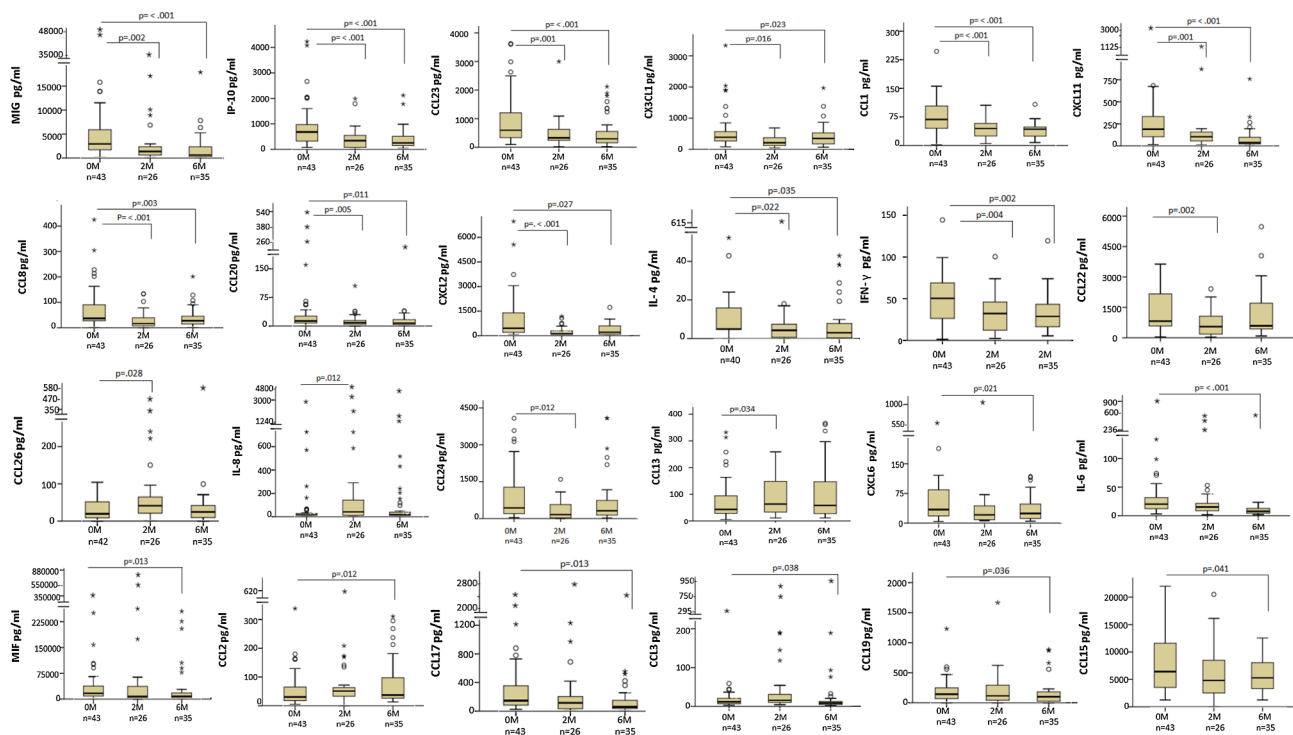 MIG pg/ml
48000
35000
15000
10000
5000
0
p= < .001
p= .002
0M
2M
6M
n=43
n=26
n=35
IP-10 pg/ml
4000
3000
2000
1000
0
p= < .001
p= < .001
0M
2M
6M
n=43
n=26
n=35
CCL23 pg/ml
4000
3000
2000
1000
0
p= < .001
p= .001
0M
2M
6M
n=43
n=26
n=35
CX3CL1 pg/ml
4000
3000
2000
1000
0
p= .023
p= .016
0M
2M
6M
n=43
n=26
n=35
CCL1 pg/ml
300
225
150
75
0
p= < .001
p= < .001
0M
2M
6M
n=43
n=26
n=35
CXCL11 pg/ml
3000
1125
750
500
250
0
p= < .001
p= .001
0M
2M
6M
n=43
n=26
n=35
CCL8 pg/ml
400
300
200
100
0
p= .003
P= < .001
0M
2M
6M
n=43
n=26
n=35
CCL20 pg/ml
540
400
260
150
75
0
p=.011
p= .005
0M
2M
6M
n=43
n=26
n=35
CXCL2 pg/ml
6000
4000
2000
0
p=.027
p=. < .001
0M
2M
6M
n=43
n=26
n=35
IL-4 pg/ml
615
40
20
0
p=.035
p=.022
0M
2M
6M
n=40
n=26
n=35
IFN-γ pg/ml
150
100
50
0
p= .002
p=.004
0M
2M
2M
n=43
n=26
n=35
CCL22 pg/ml
6000
4000
2000
0
p=.002
0M
2M
6M
n=43
n=26
n=35
CCL26 pg/ml
580
470
350
200
100
0
p=.028
0M
2M
6M
n=42
n=26
n=35
IL-8 pg/ml
4800
3000
1240
800
600
400
200
0
p=.012
0M
2M
6M
n=43
n=26
n=35
CCL24 pg/ml
4500
3000
1500
0
p=.012
0M
2M
6M
n=43
n=26
n=35
CCL13 pg/ml
400
300
200
100
0
p=.034
0M
2M
6M
n=43
n=26
n=35
CXCL6 pg/ml
1000
550
225
150
75
0
p=.021
0M
2M
6M
n=43
n=26
n=35
IL-6 pg/ml
900
600
236
150
100
50
0
p= < .001
0M
2M
6M
n=43
n=26
n=35
MIF pg/ml
880000
550000
350000
225000
150000
75000
0
p=.013
0M
2M
6M
n=43
n=26
n=35
CCL2 pg/ml
620
400
300
200
100
0
p=.012
0M
2M
6M
n=43
n=26
n=35
CCL17 pg/ml
2800
2000
1600
1200
800
400
0
p=.013
0M
2M
6M
n=43
n=26
n=35
CCL3 pg/ml
950
500
295
200
100
0
p=.038
0M
2M
6M
n=43
n=26
n=35
CCL19 pg/ml
2000
1500
1000
500
0
p=.036
0M
2M
6M
n=43
n=26
n=35
CCL15 pg/ml
20000
15000
10000
5000
0
p=.041
0M
2M
6M
n=43
n=26
n=35